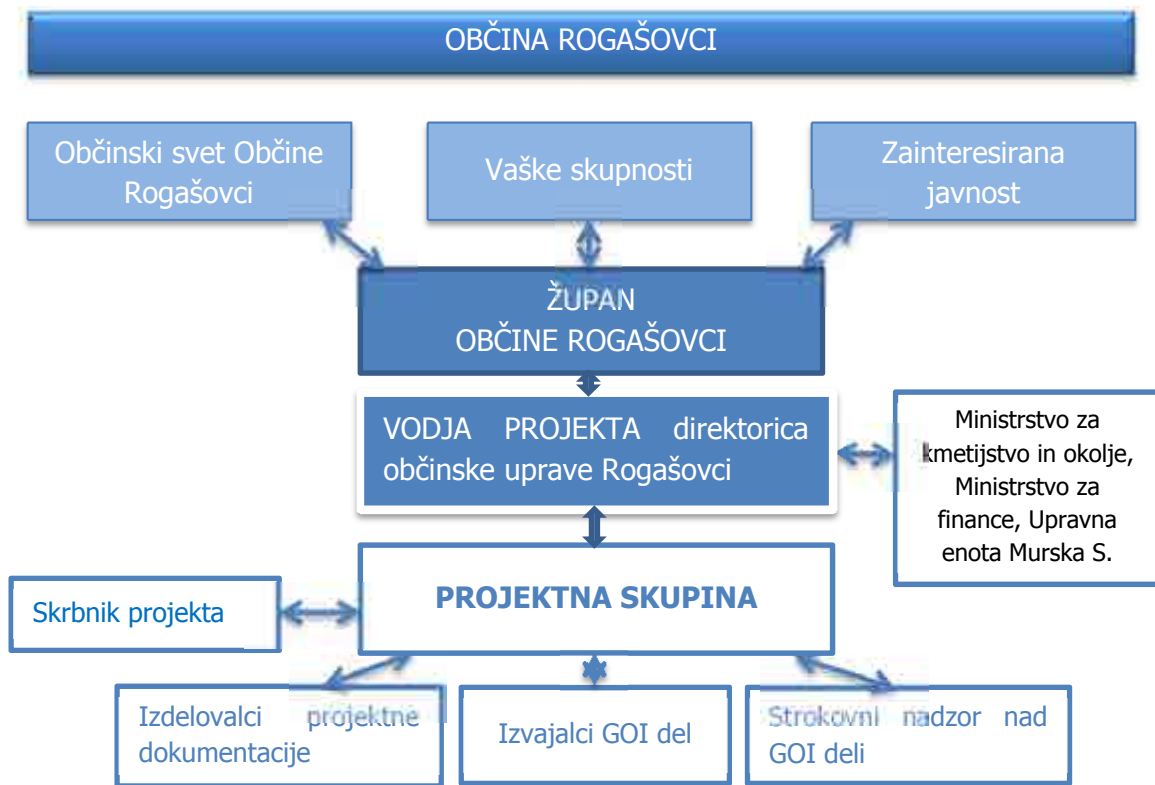 OBČINA ROGAŠOVCI
Občinski svet Občine
Rogašovci
Vaške skupnosti
Zainteresirana
javnost
ŽUPAN
OBČINE ROGAŠOVCI
VODJA PROJEKTA direktorica
občinske uprave Rogašovci
Ministrstvo za
kmetijstvo in okolje,
Ministrstvo za
finance, Upravna
enota Murska S.
PROJEKTNA SKUPINA
Skrbnik projekta
Izdelovalci projektne
dokumentacije
Izvajalci GOI del
Strokovni nadzor nad
GOI deli